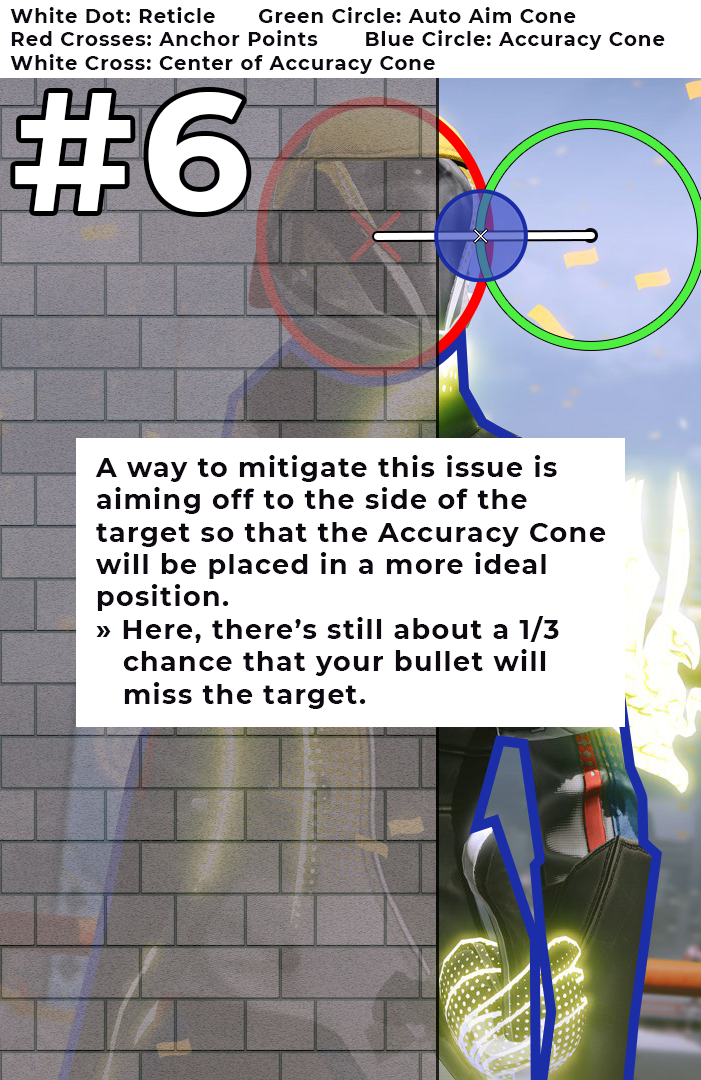 White Dot: Reticle Green Circle: Auto Aim Cone
Red Crosses: Anchor Points Blue Circle: Accuracy Cone
White Cross: Center of Accuracy Cone
#6
A way to mitigate this issue is
aiming off to the side of the
target so that the Accuracy Cone
will be placed in a more ideal
position.
» Here, there’s still about a 1/3
chance that your bullet will
miss the target.